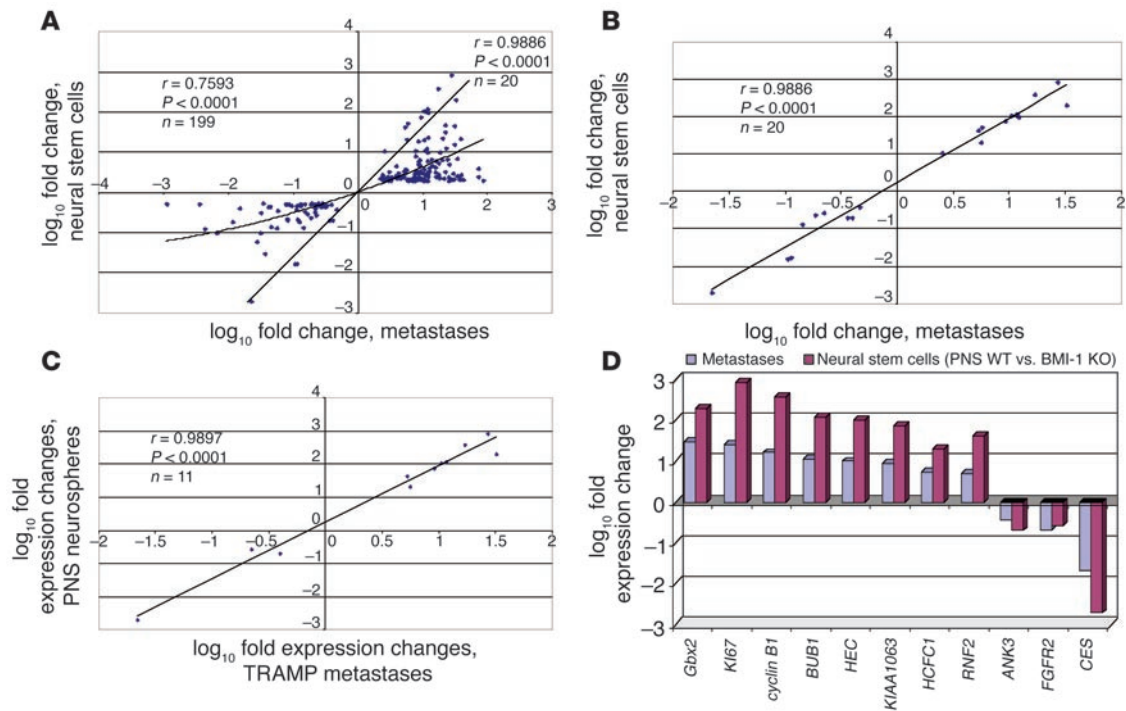 A
log10 fold change,
neural stem cells
4
3
2
1
0
−1
−2
−3
−4
−3
−2
−1
0
1
2
3
r = 0.7593
P < 0.0001
n = 199
r = 0.9886
P < 0.0001
n = 20
log10 fold change, metastases
B
log10 fold change,
neural stem cells
4
3
2
1
0
−1
−2
−3
−2
−1.5
−1
−0.5
0
0.5
1
1.5
2
r = 0.9886
P < 0.0001
n = 20
log10 fold change, metastases
C
log10 fold
expression changes,
PNS neurospheres
4
3
2
1
0
−1
−2
−3
−2
−1.5
−1
−0.5
0.5
1
1.5
2
r = 0.9897
P < 0.0001
n = 11
log10 fold expression changes,
TRAMP metastases
D
Metastases
Neural stem cells (PNS WT vs. BMI-1 KO)
log10 fold
expression change
3
2
1
0
−1
−2
−3
Gbx2
KI67
cyclin B1
BUB1
HEC
KIAA1063
HCFC1
RNF2
ANK3
FGFR2
CES